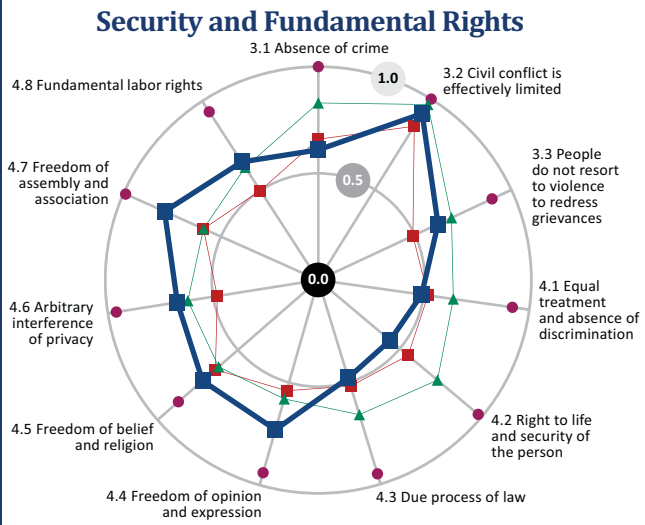 Security and Fundamental Rights
3.1 Absence of crime
1.0
3.2 Civil conflict is
effectively limited
4.8 Fundamental labor rights
3.3 People
do not resort
to violence
to redress
grievances
4.7 Freedom of
assembly and
association
0.5
0.0
4.1 Equal
treatment
and absence of
discrimination
4.6 Arbitrary
interference
of privacy
4.2 Right to life
and security of
the person
4.5 Freedom of belief
and religion
4.4 Freedom of opinion
and expression
4.3 Due process of law